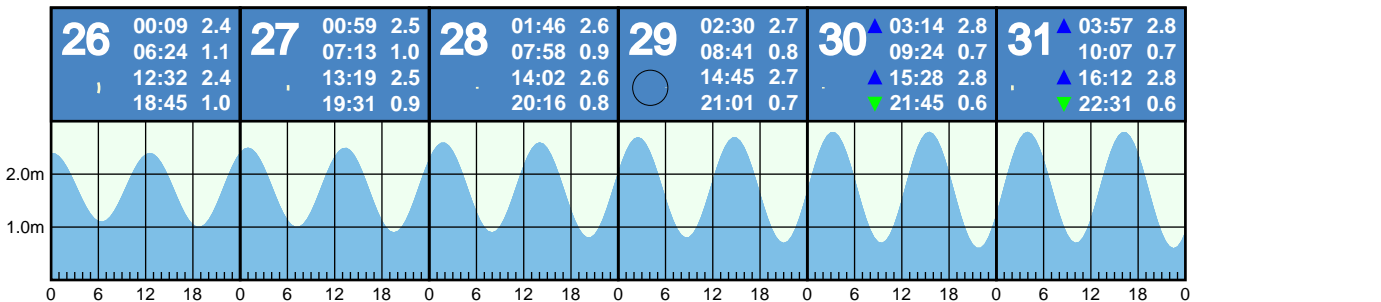 26 00:09 2.4
06:24 1.1
12:32 2.4
18:45 1.0
27 00:59 2.5
07:13 1.0
13:19 2.5
19:31 0.9
28 01:46 2.6
07:58 0.9
14:02 2.6
20:16 0.8
29 02:30 2.7
08:41 0.8
14:45 2.7
21:01 0.7
30 ▲ 03:14 2.8
09:24 0.7
▲ 15:28 2.8
▼ 21:45 0.6
31 ▲ 03:57 2.8
10:07 0.7
▲ 16:12 2.8
▼ 22:31 0.6
2.0m
1.0m
0 6 12 18 0 6 12 18 0 6 12 18 0 6 12 18 0 6 12 18 0 6 12 18 0